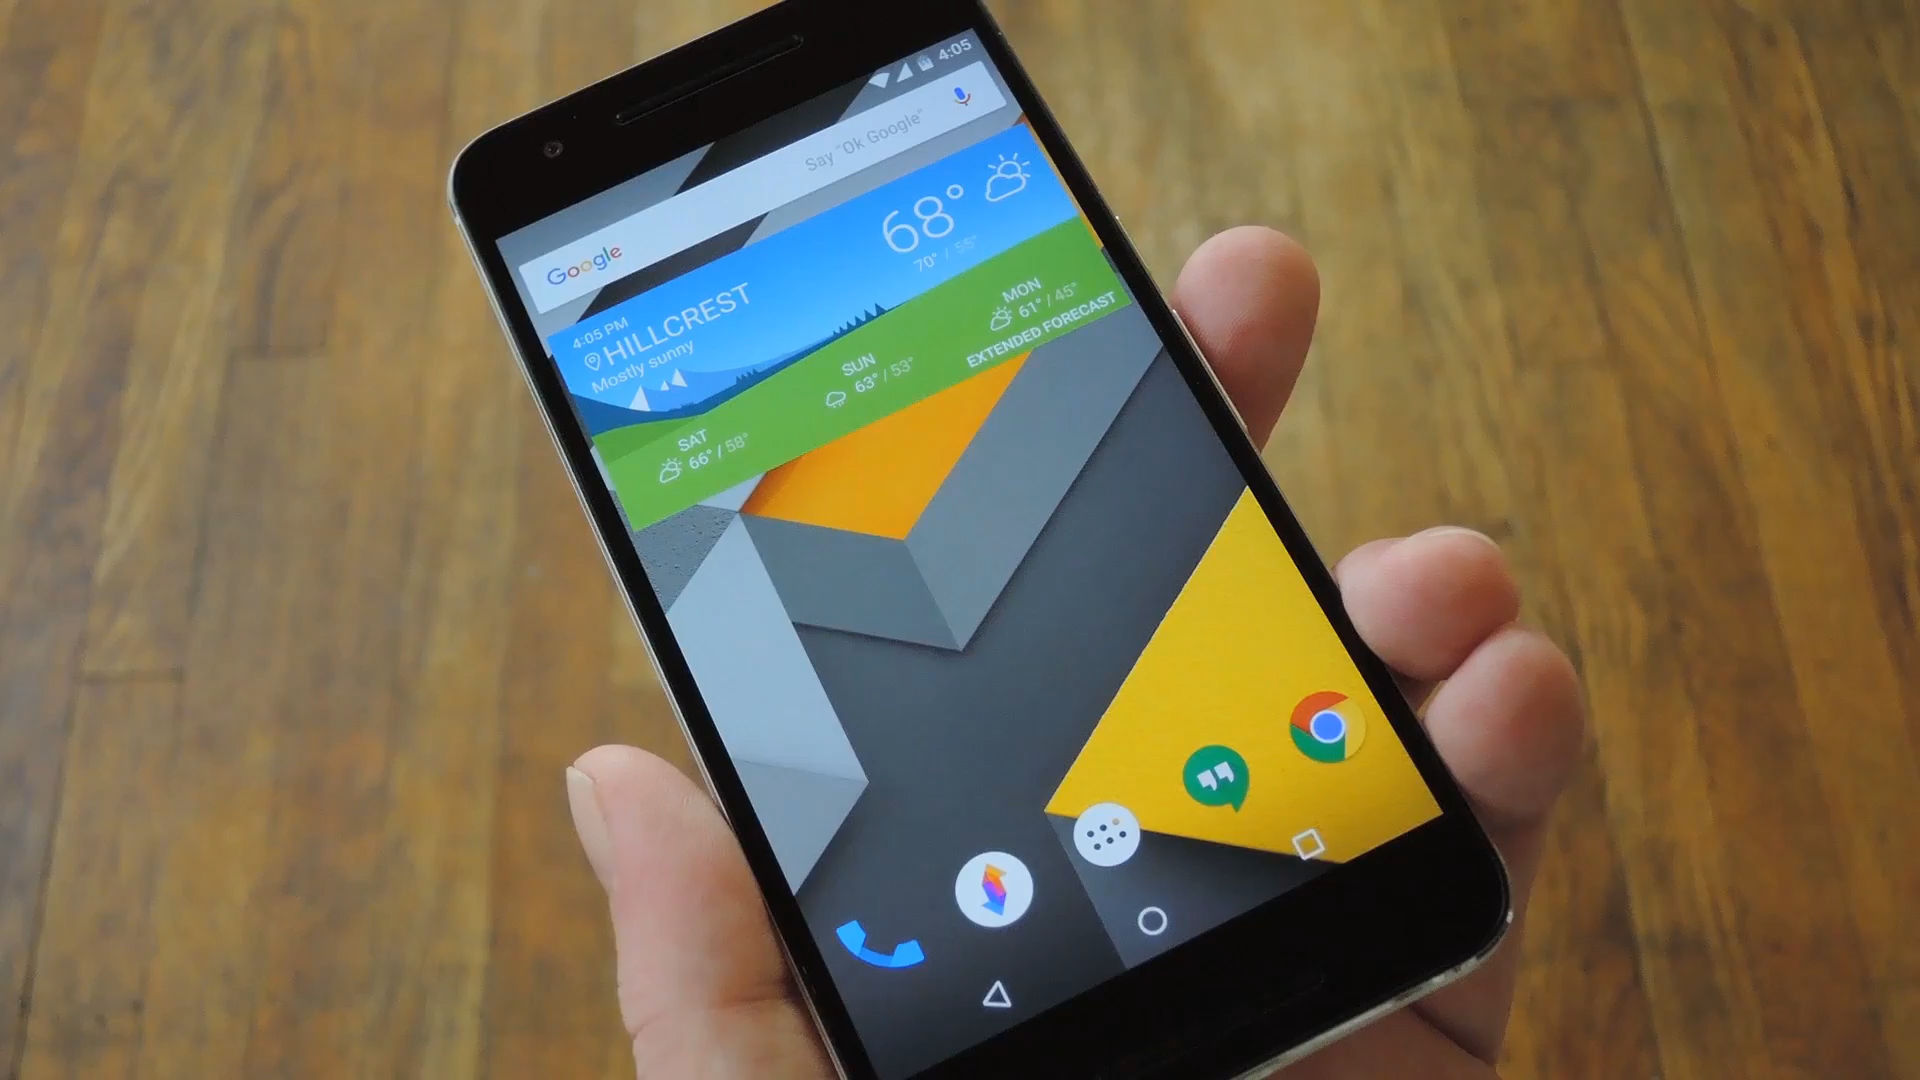 4:05
Google
Say "Ok Google"
4:05 PM
HILLCREST
Mostly sunny
68°
70° / 55°
SAT
66° / 58°
SUN
63° / 53°
MON
61° / 45°
EXTENDED FORECAST